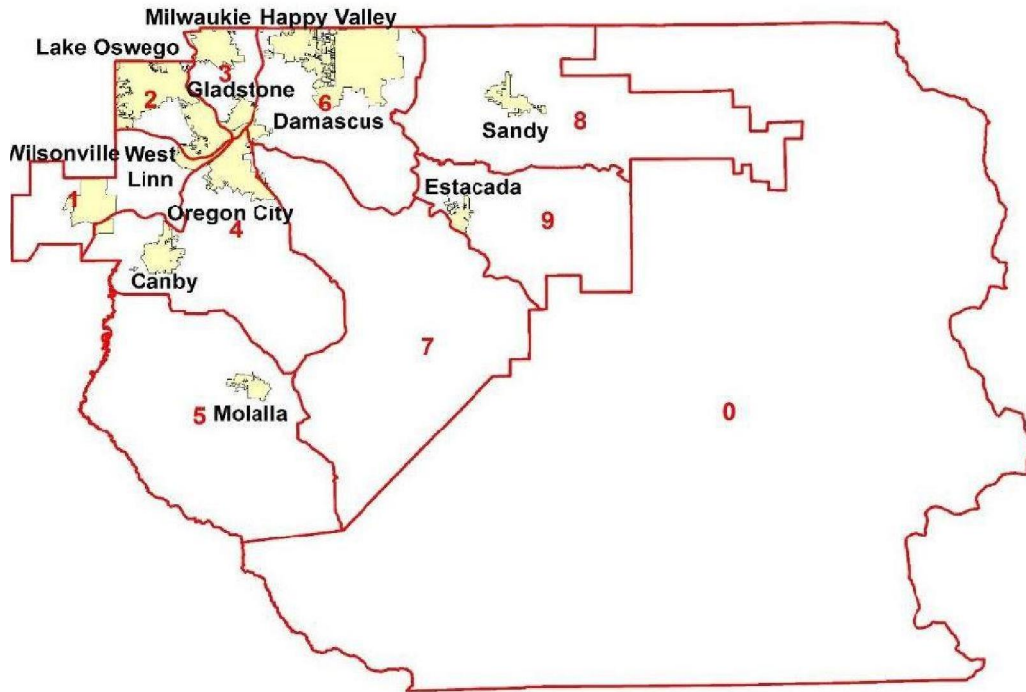 Milwaukie Happy Valley
Lake Oswego
3
Gladstone
2
6
Damascus
8
Sandy
Wilsonville West
Linn
1
Estacada
9
Oregon City
4
Canby
7
0
5 Molalla